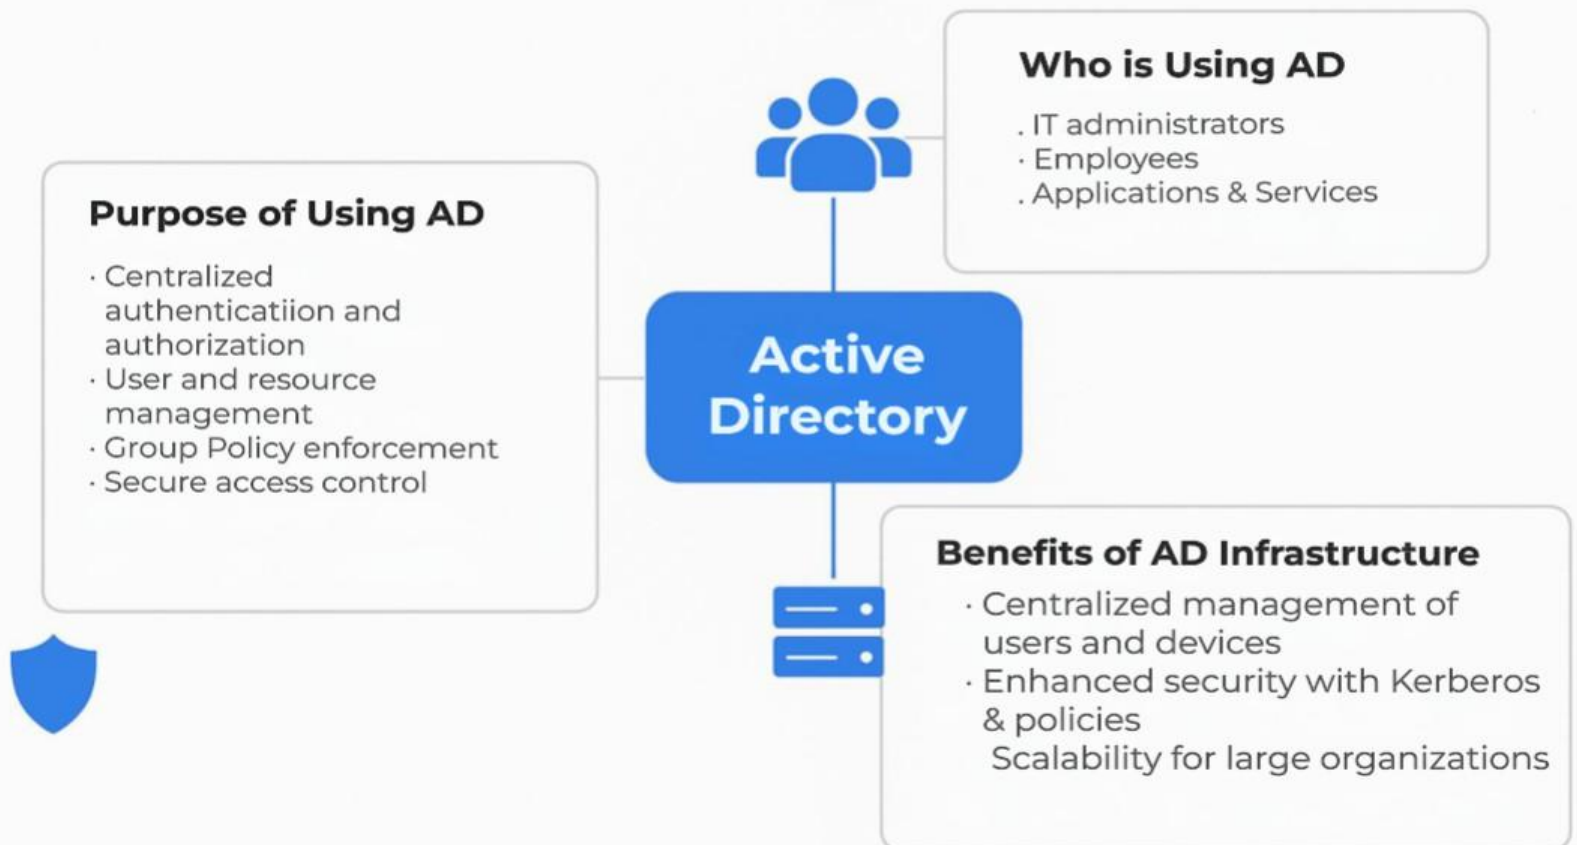 Who is Using AD
. IT administrators
· Employees
. Applications & Services
Purpose of Using AD
· Centralized
authenticatiion and
authorization
· User and resource
management
· Group Policy enforcement
· Secure access control
Active
Directory
Benefits of AD Infrastructure
· Centralized management of
users and devices
· Enhanced security with Kerberos
& policies
Scalability for large organizations